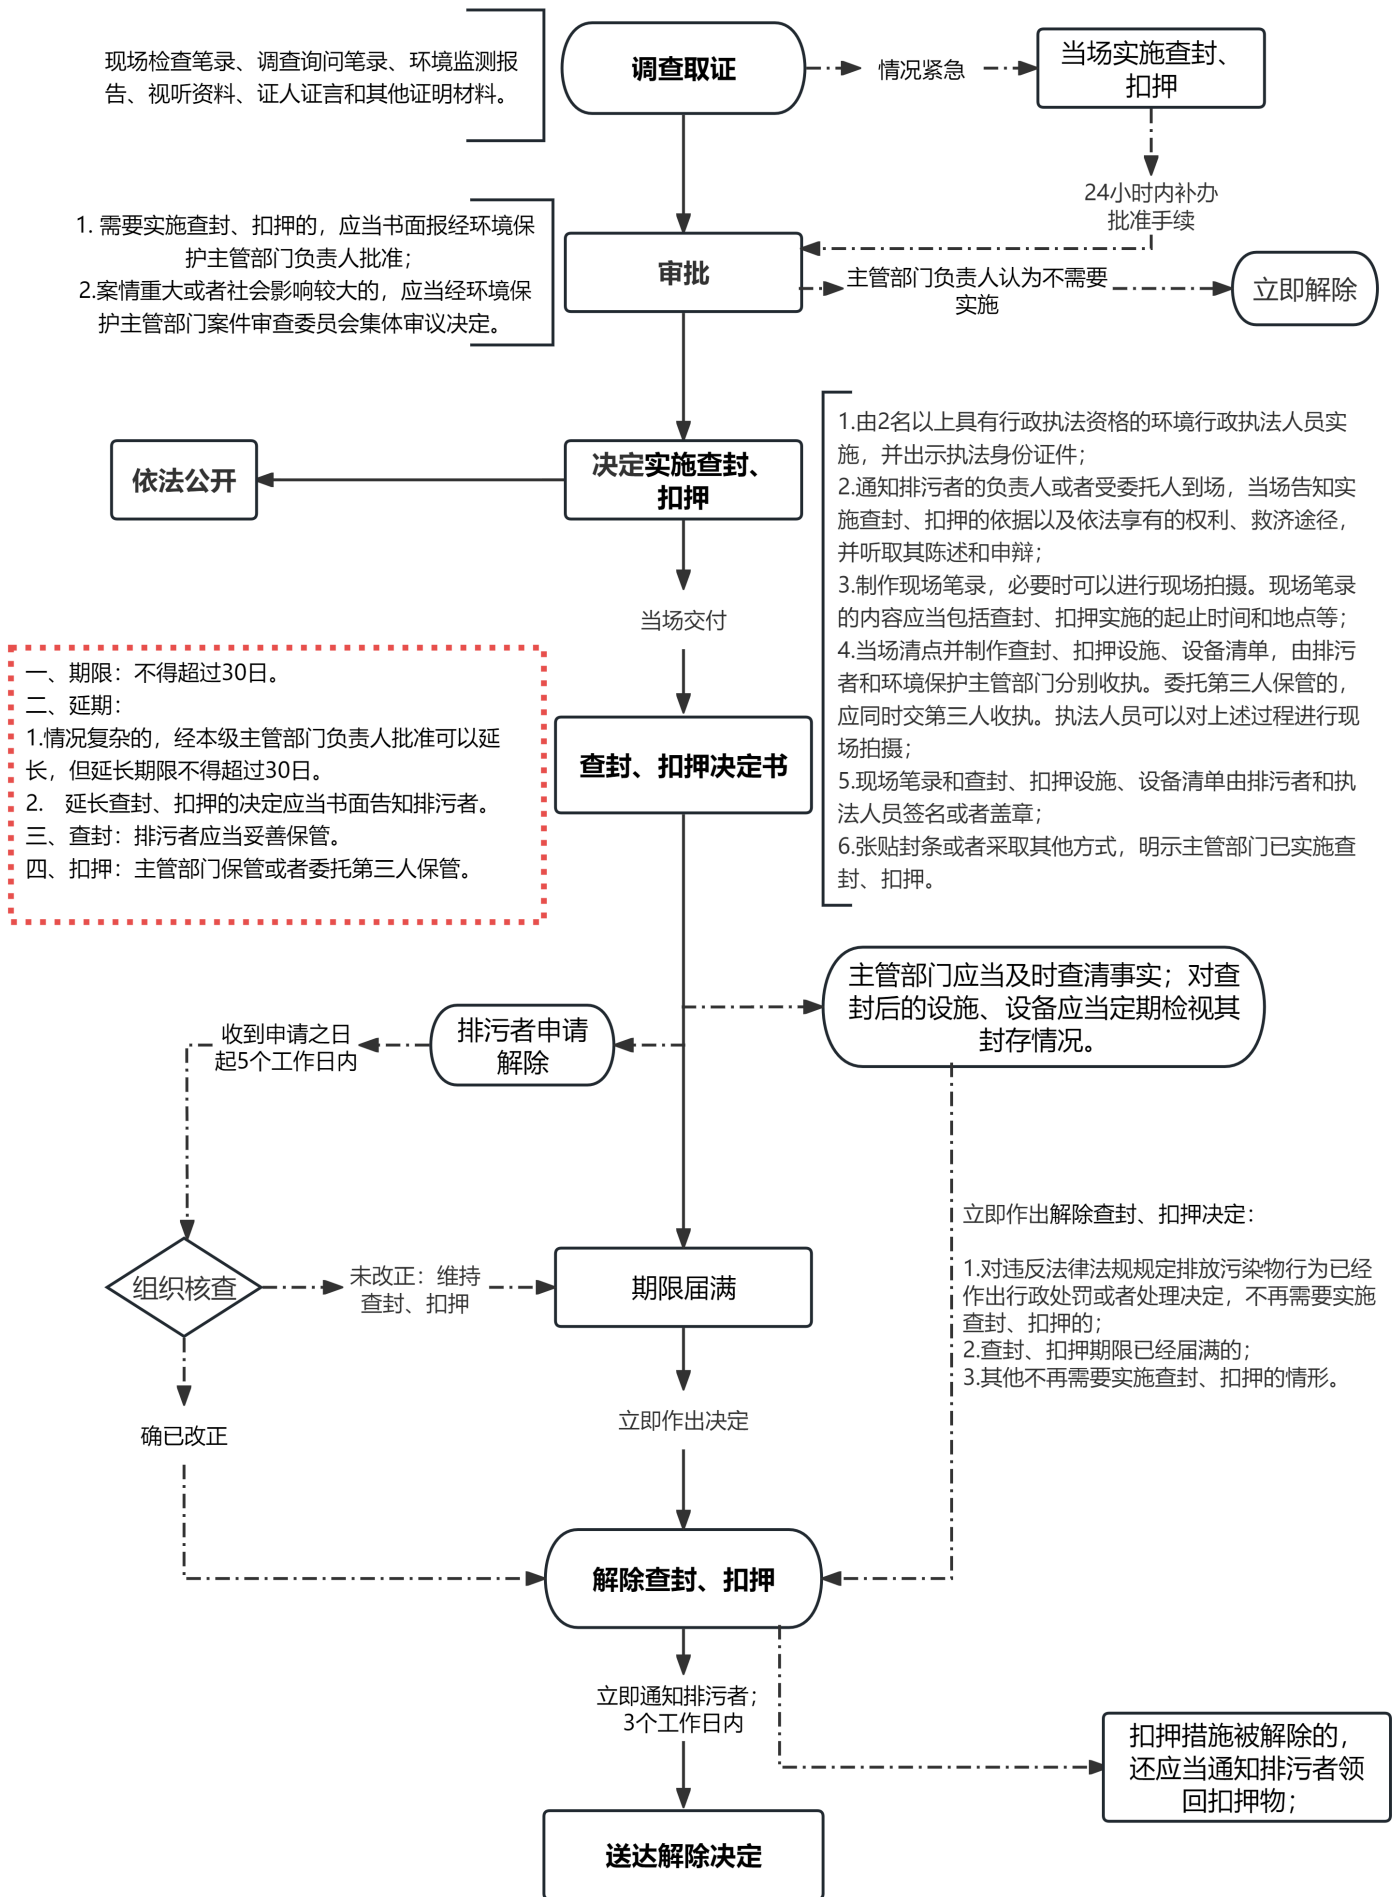 现场检查笔录、调查询问笔录、环境监测报
告、视听资料、证人证言和其他证明材料。
调查取证
情况紧急
当场实施查封、
扣押
24小时内补办
批准手续
1. 需要实施查封、扣押的，应当书面报经环境保
护主管部门负责人批准；
2.案情重大或者社会影响较大的，应当经环境保
护主管部门案件审查委员会集体审议决定。
审批
主管部门负责人认为不需要
实施
立即解除
依法公开
决定实施查封、
扣押
1.由2名以上具有行政执法资格的环境行政执法人员实
施，并出示执法身份证件；
2.通知排污者的负责人或者受委托人到场，当场告知实
施查封、扣押的依据以及依法享有的权利、救济途径，
并听取其陈述和申辩；
3.制作现场笔录，必要时可以进行现场拍摄。现场笔录
的内容应当包括查封、扣押实施的起止时间和地点等；
4.当场清点并制作查封、扣押设施、设备清单，由排污
者和环境保护主管部门分别收执。委托第三人保管的，
应同时交第三人收执。执法人员可以对上述过程进行现
场拍摄；
5.现场笔录和查封、扣押设施、设备清单由排污者和执
法人员签名或者盖章；
6.张贴封条或者采取其他方式，明示主管部门已实施查
封、扣押。
当场交付
一、期限：不得超过30日。
二、延期：
1.情况复杂的，经本级主管部门负责人批准可以延
长，但延长期限不得超过30日。
2. 延长查封、扣押的决定应当书面告知排污者。
三、查封：排污者应当妥善保管。
四、扣押：主管部门保管或者委托第三人保管。
查封、扣押决定书
主管部门应当及时查清事实；对查
封后的设施、设备应当定期检视其
封存情况。
排污者申请
解除
收到申请之日
起5个工作日内
立即作出解除查封、扣押决定：
1.对违反法律法规规定排放污染物行为已经
作出行政处罚或者处理决定，不再需要实施
查封、扣押的；
2.查封、扣押期限已经届满的；
3.其他不再需要实施查封、扣押的情形。
组织核查
未改正：维持
查封、扣押
期限届满
确已改正
立即作出决定
解除查封、扣押
立即通知排污者；
3个工作日内
扣押措施被解除的，
还应当通知排污者领
回扣押物；
送达解除决定